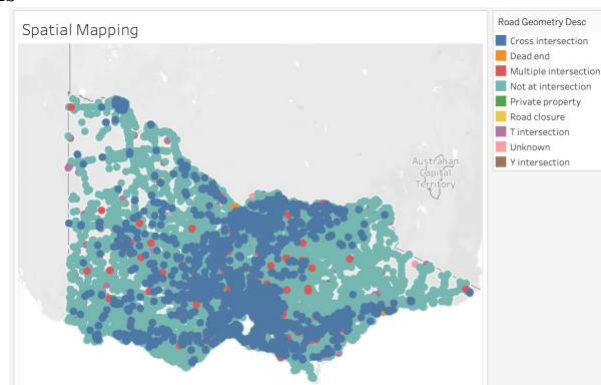 Spatial Mapping
Australian
Capital
Territory
Road Geometry Desc
Cross intersection
Dead end
Multiple intersection
Not at intersection
Private property
Road closure
T intersection
Unknown
Y intersection